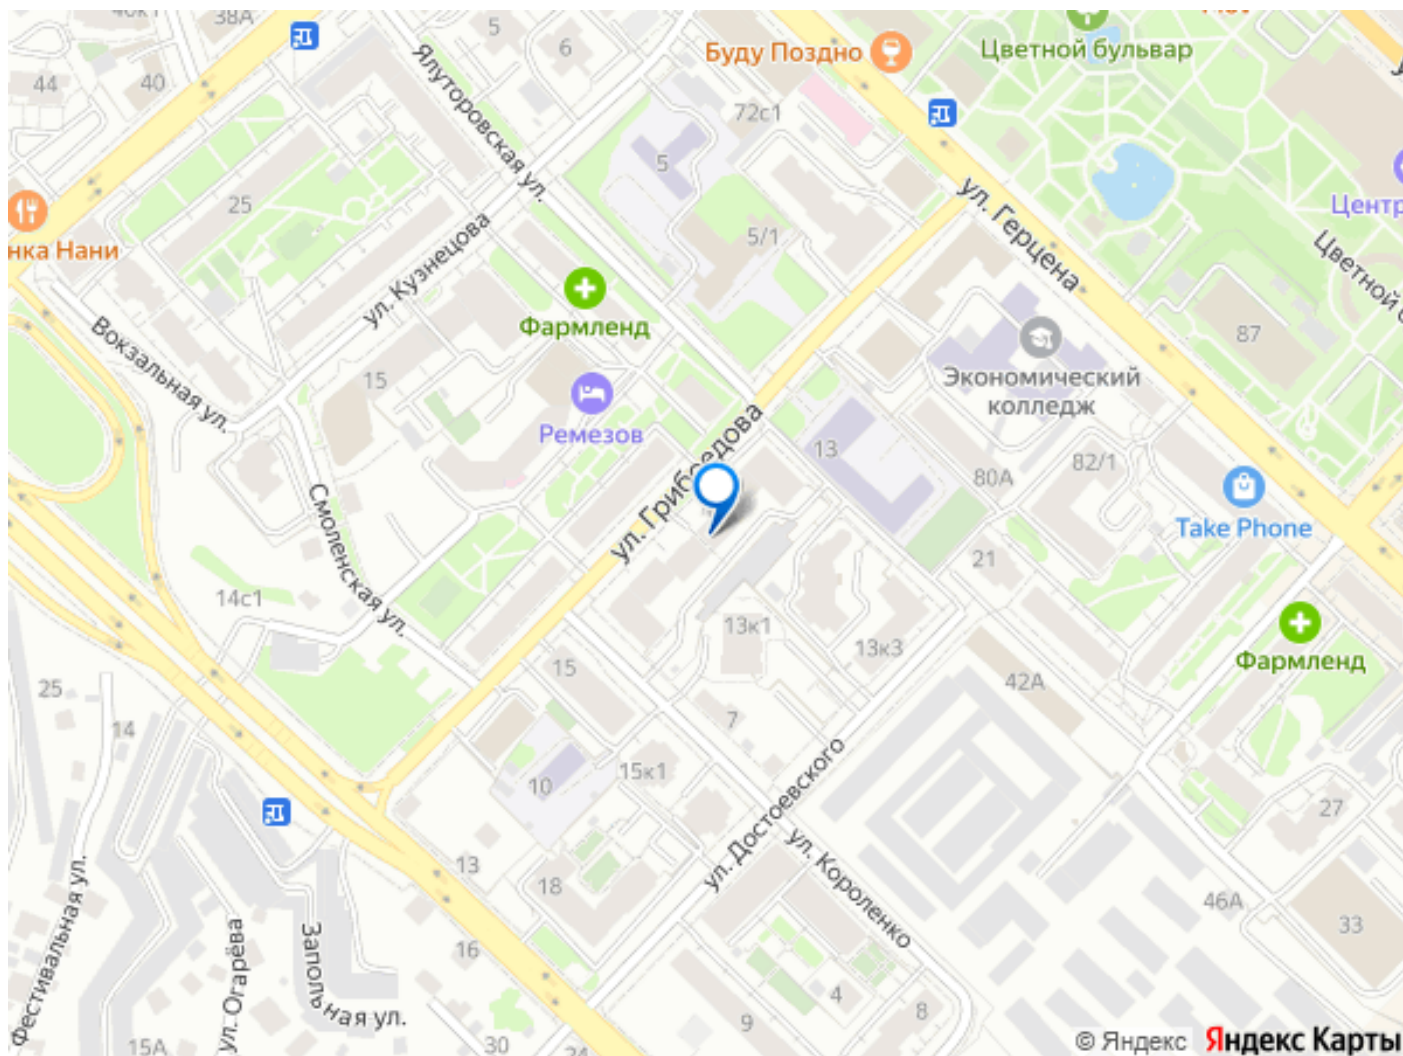 38А
5
6
Буду Поздно
Цветной бульвар
44
40
Ялуторовская ул.
72с1
5
ул. Герцена
25
Центр
нка Нани
5/1
ул. Кузнецова
Цветной
Фармленд
Вокзальная ул.
87
15
Экономический
колледж
Ремезов
ул. Грибоедова
13
82/1
80А
Take Phone
Смоленская ул.
21
14с1
13к1
13к3
Фармленд
15
42А
25
14
7
15к1
10
ул. Достоевского
27
13
18
ул. Короленко
46А
Фестивальная ул.
ул. Огарёва
Запольная ул.
16
33
4
8
9
15А
30
© Яндекс Яндекс Карты